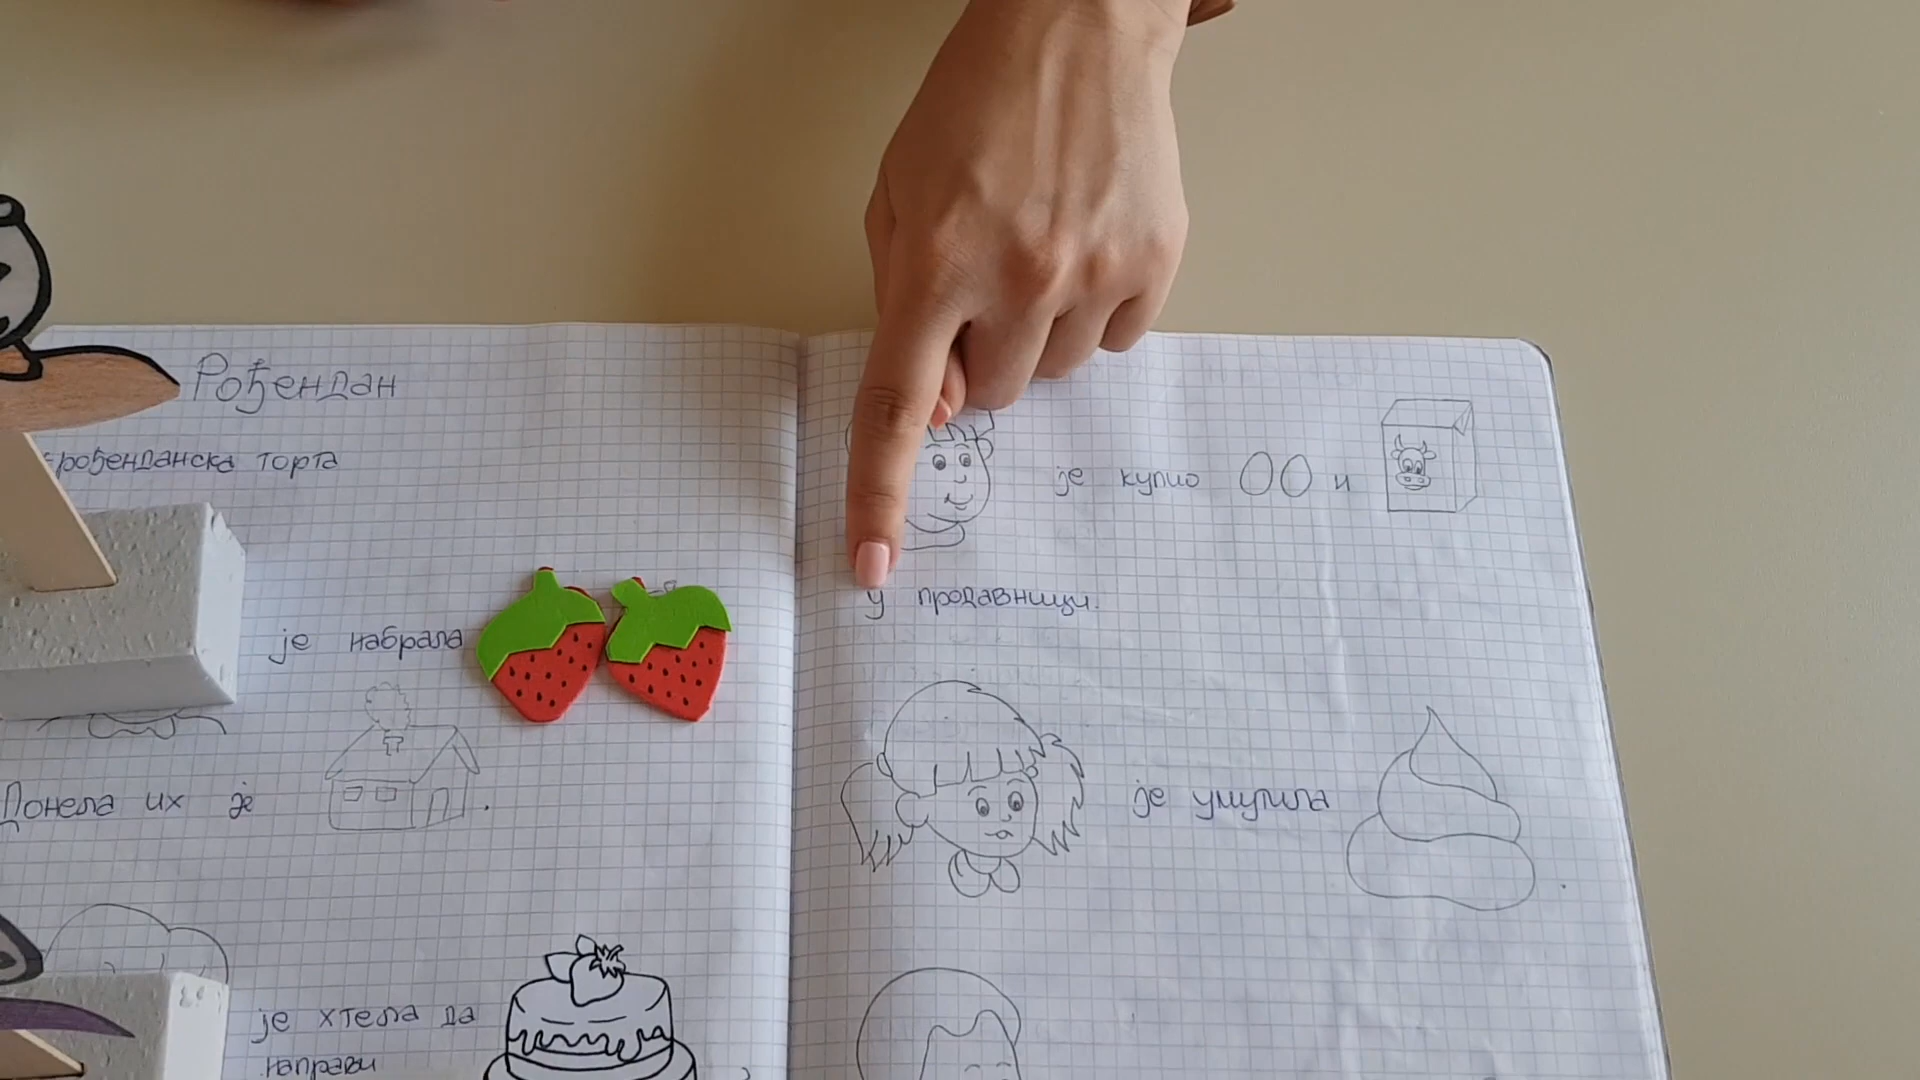 Рођендан
рођенданска торта
је набрала
Донела их је .
је хтела да
направи
је купио и
у продавници.
је умутила .